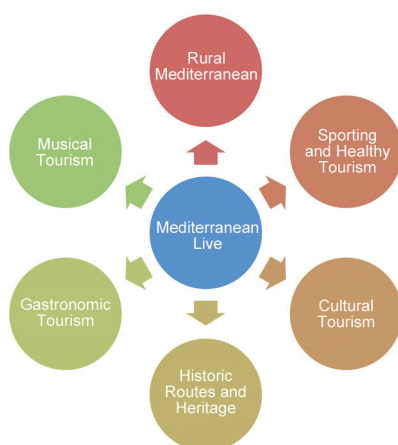 Rural
Mediterranean
Musical
Tourism
Sporting
and Healthy
Tourism
Mediterranean
Live
Gastronomic
Tourism
Cultural
Tourism
Historic
Routes and
Heritage